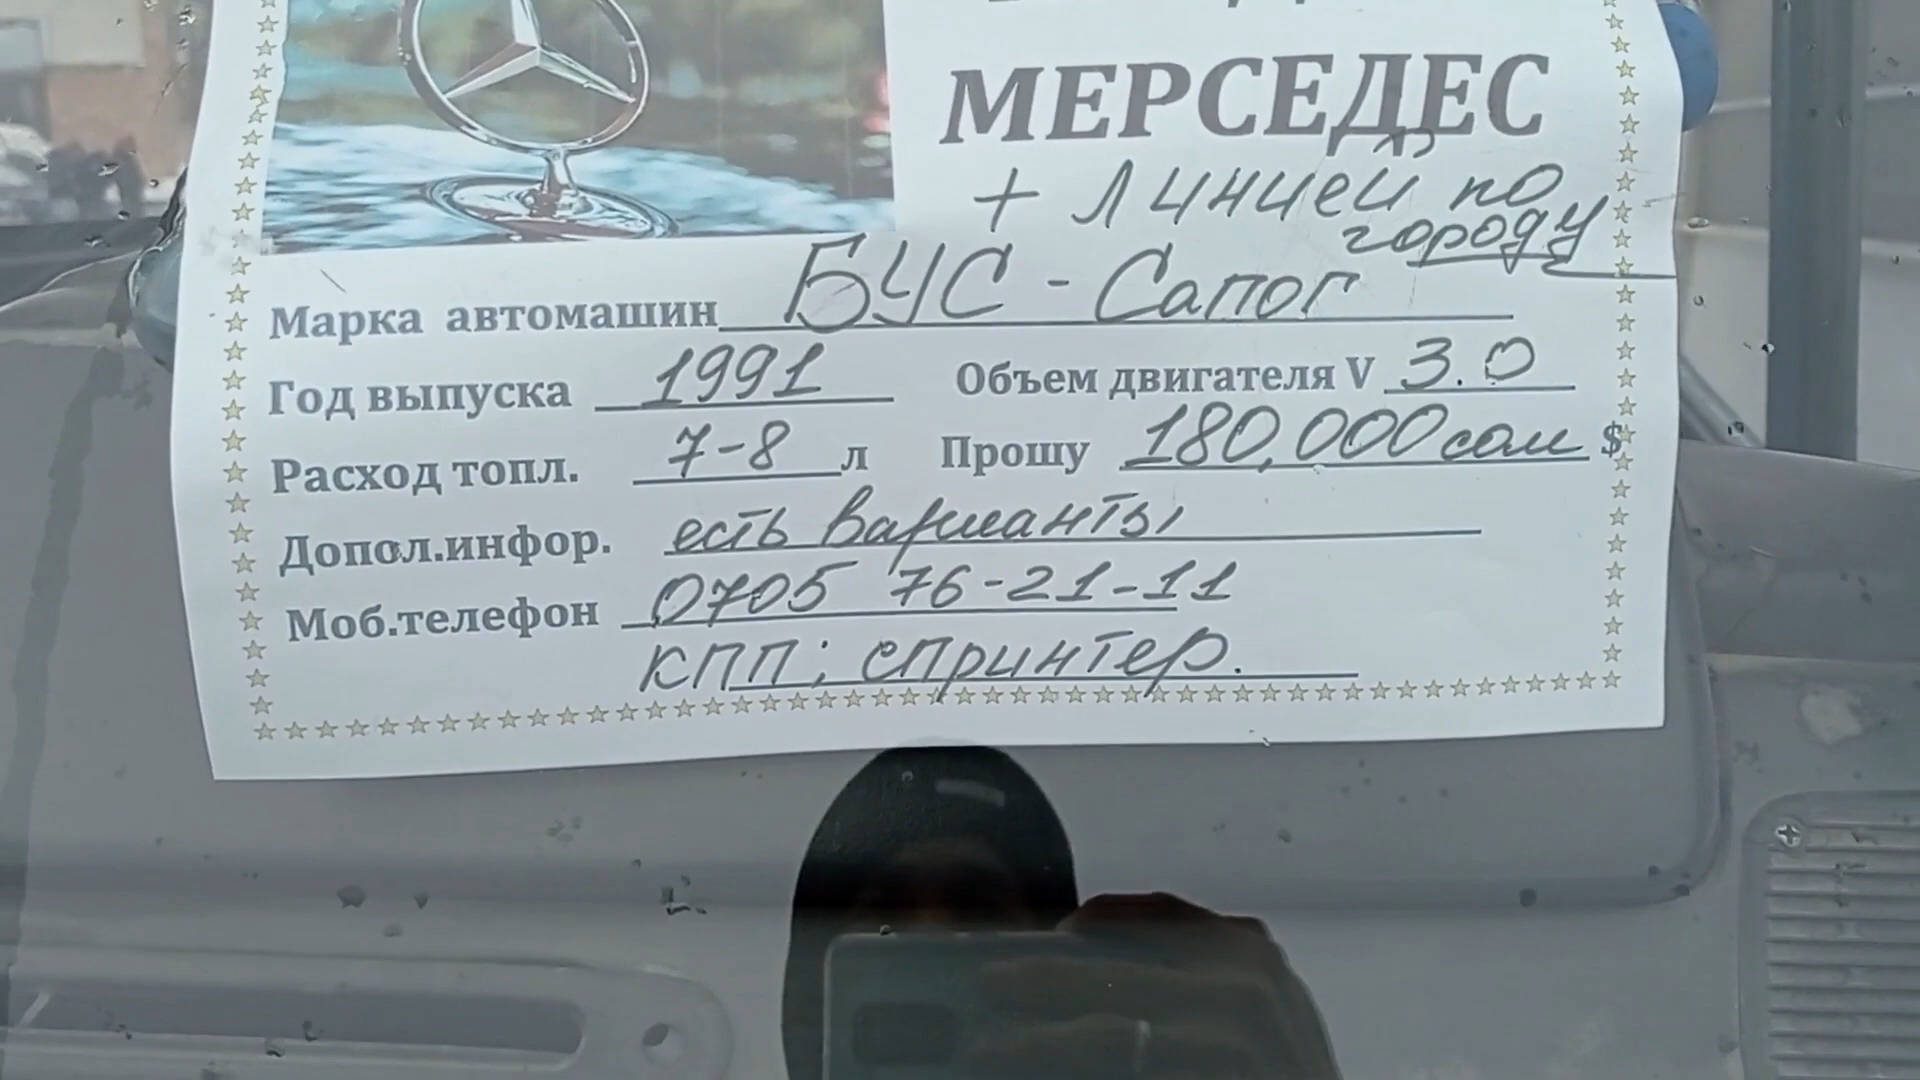 МЕРСЕДЕС
+ линией по
городу
Марка автомашин БУС - Сапог
Год выпуска 1991 Объем двигателя V 3.0
Расход топл. 7-8 л Прошу 180,000 сом $
Допол.инфор. есть варианты
Моб.телефон 0705 76-21-11
КПП; спринтер.